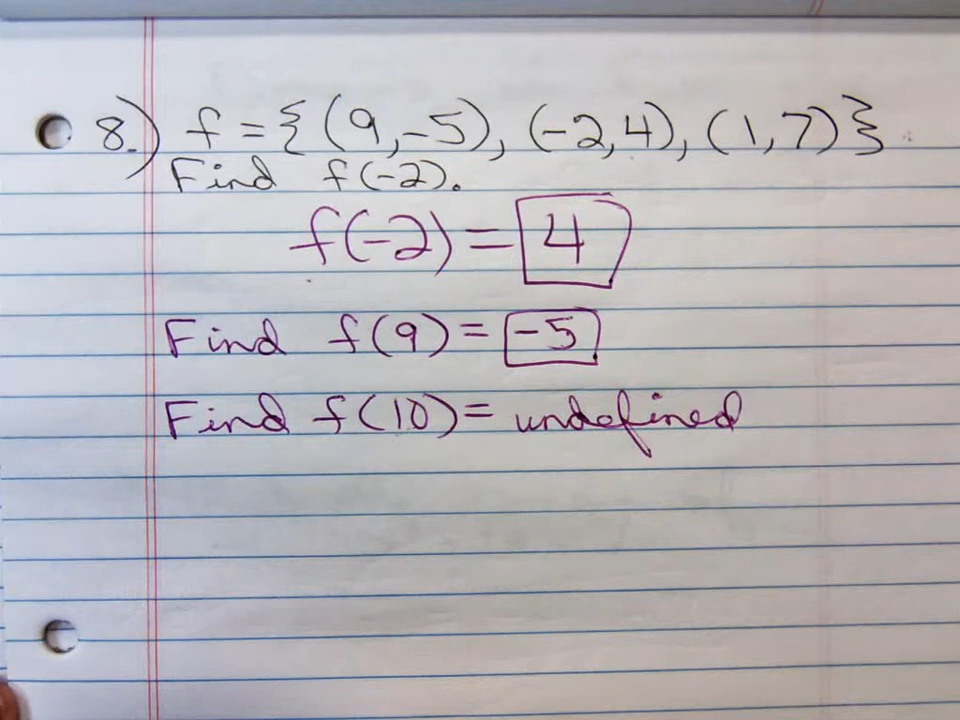 8.) f = {(9,-5), (-2,4), (1,7)}
Find f(-2).
f(-2) = 4
Find f(9) = -5
Find f(10) = undefined